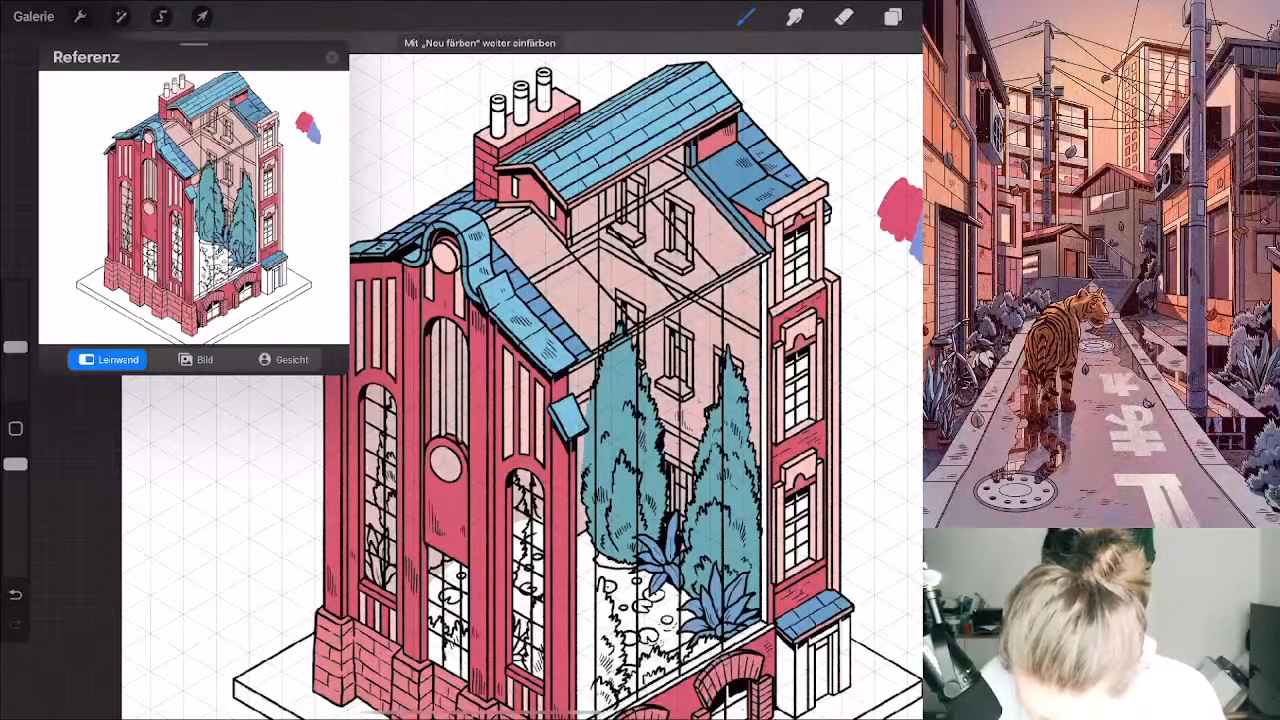 Galerie
Mit „Neu färben“ weiter einfärben
Referenz
Leinwand
Bild
Gesicht